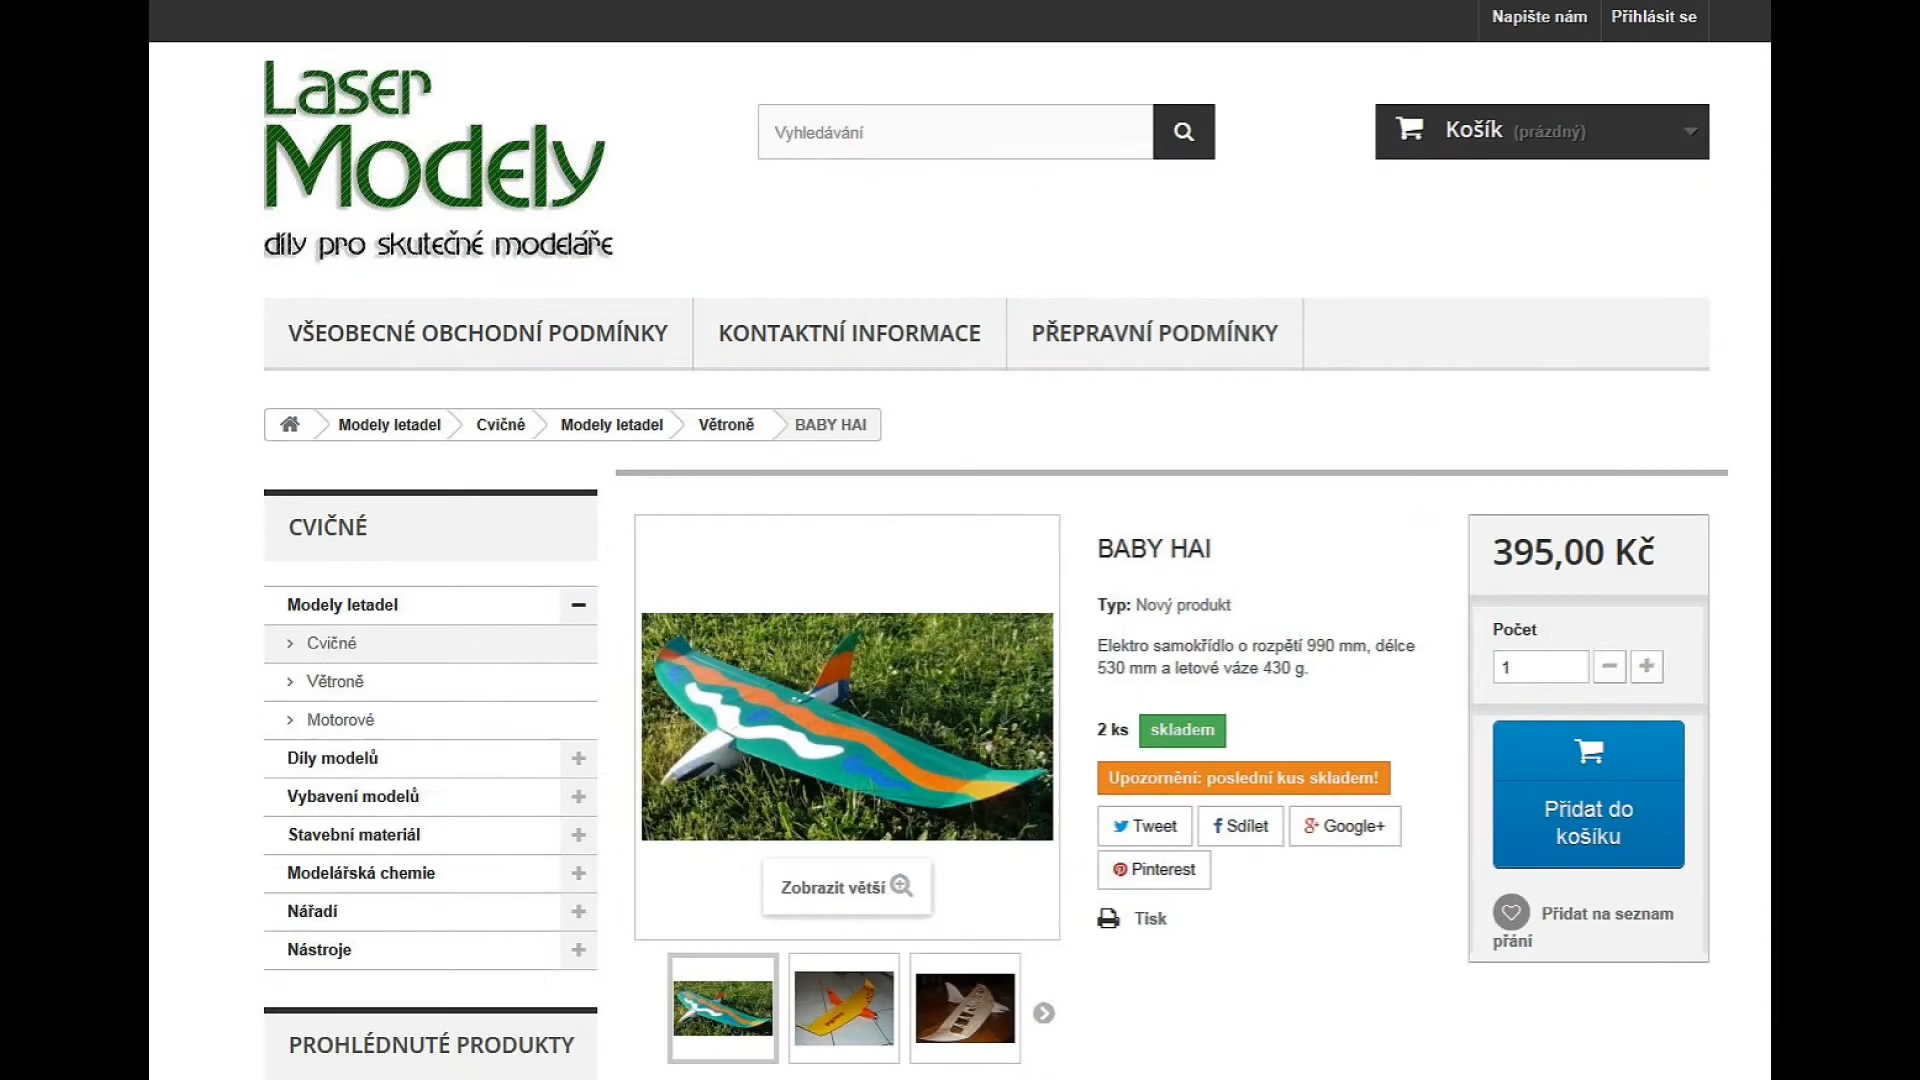 Napište nám
Přihlásit se
Laser
Modely
díly pro skutečné modeláře
Vyhledávání
Košík (prázdný)
VŠEOBECNÉ OBCHODNÍ PODMÍNKY
KONTAKTNÍ INFORMACE
PŘEPRAVNÍ PODMÍNKY
Modely letadel
Cvičné
Modely letadel
Větroně
BABY HAI
CVIČNÉ
Modely letadel
Cvičné
Větroně
Motorové
Díly modelů
Vybavení modelů
Stavební materiál
Modelářská chemie
Nářadí
Nástroje
PROHLÉDNUTÉ PRODUKTY
Zobrazit větší
BABY HAI
Typ: Nový produkt
Elektro samokřídlo o rozpětí 990 mm, délce
530 mm a letové váze 430 g.
2 ks skladem
Upozornění: poslední kus skladem!
Tweet
Sdílet
Google+
Pinterest
Tisk
395,00 Kč
Počet
1
Přidat do
košíku
Přidat na seznam
přání